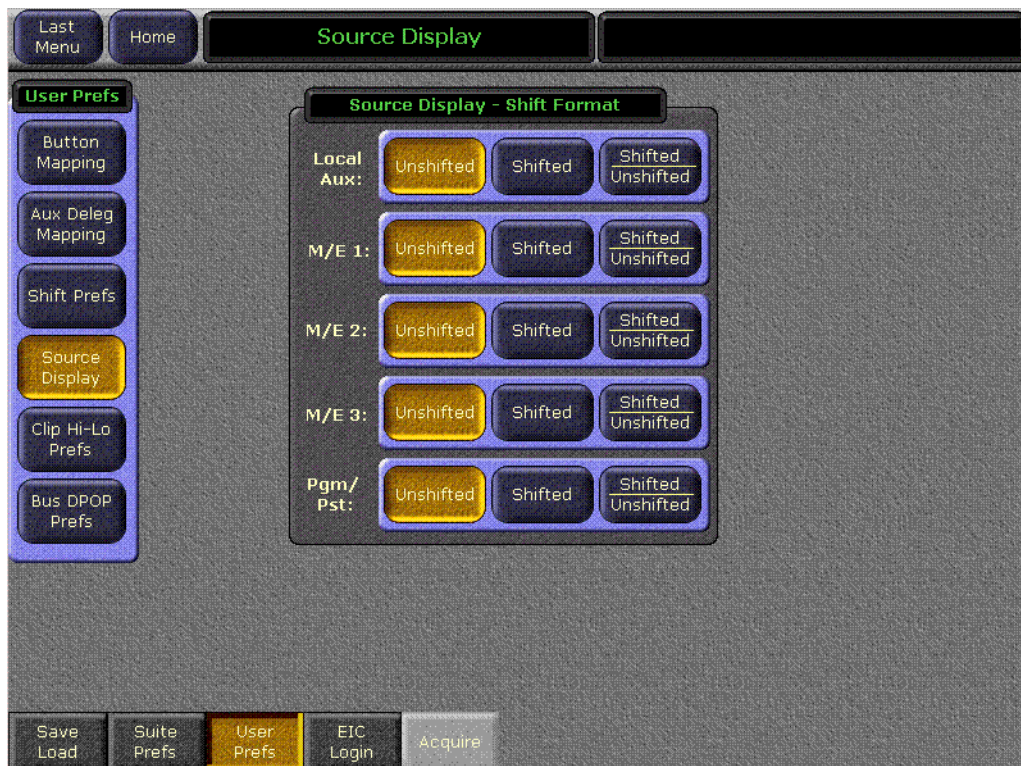 Last
Menu
Home
Source Display
User Prefs
Button
Mapping
Aux Deleg
Mapping
Shift Prefs
Source
Display
Clip Hi-Lo
Prefs
Bus DPOP
Prefs
Source Display - Shift Format
Local
Aux:
Unshifted
Shifted
Shifted
Unshifted
M/E 1:
Unshifted
Shifted
Shifted
Unshifted
M/E 2:
Unshifted
Shifted
Shifted
Unshifted
M/E 3:
Unshifted
Shifted
Shifted
Unshifted
Pgm/
Pst:
Unshifted
Shifted
Shifted
Unshifted
Save
Load
Suite
Prefs
User
Prefs
EIC
Login
Acquire